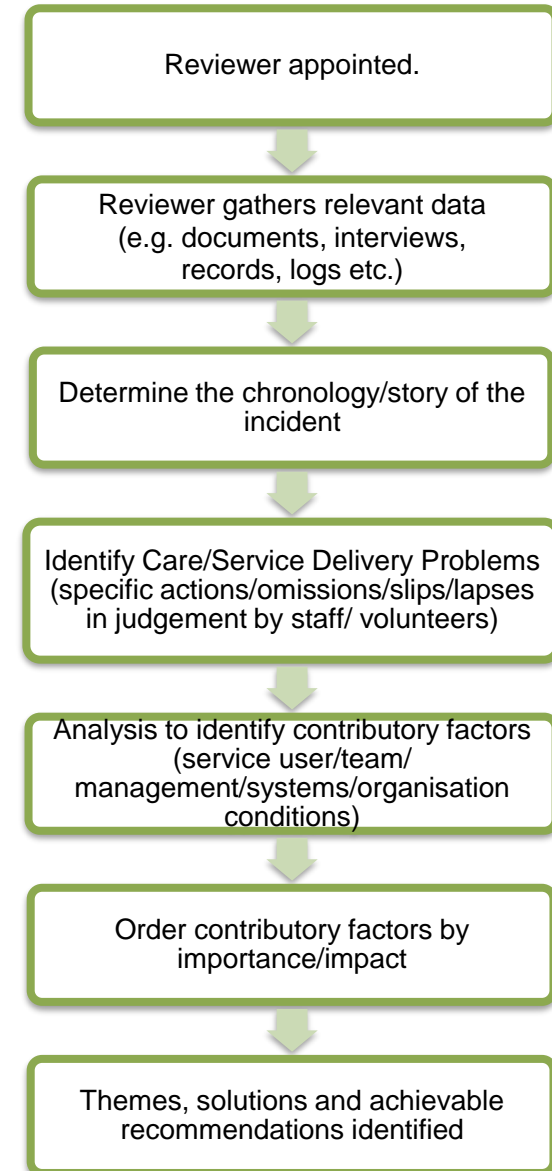 Reviewer appointed.
Reviewer gathers relevant data
(e.g. documents, interviews,
records, logs etc.)
Determine the chronology/story of the
incident
Identify Care/Service Delivery Problems
(specific actions/omissions/slips/lapses
in judgement by staff/ volunteers)
Analysis to identify contributory factors
(service user/team/
management/systems/organisation
conditions)
Order contributory factors by
importance/impact
Themes, solutions and achievable
recommendations identified